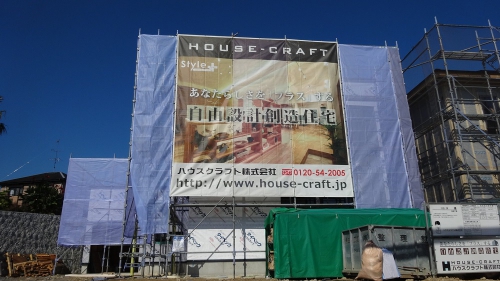 HOUSE-CRAFT
Style+
あなたらしさを プラス する
自由設計創造住宅
ハウスクラフト株式会社 0120-54-2005
http://www.house-craft.jp
整理
HOUSE-CRAFT
ハウスクラフト株式会社